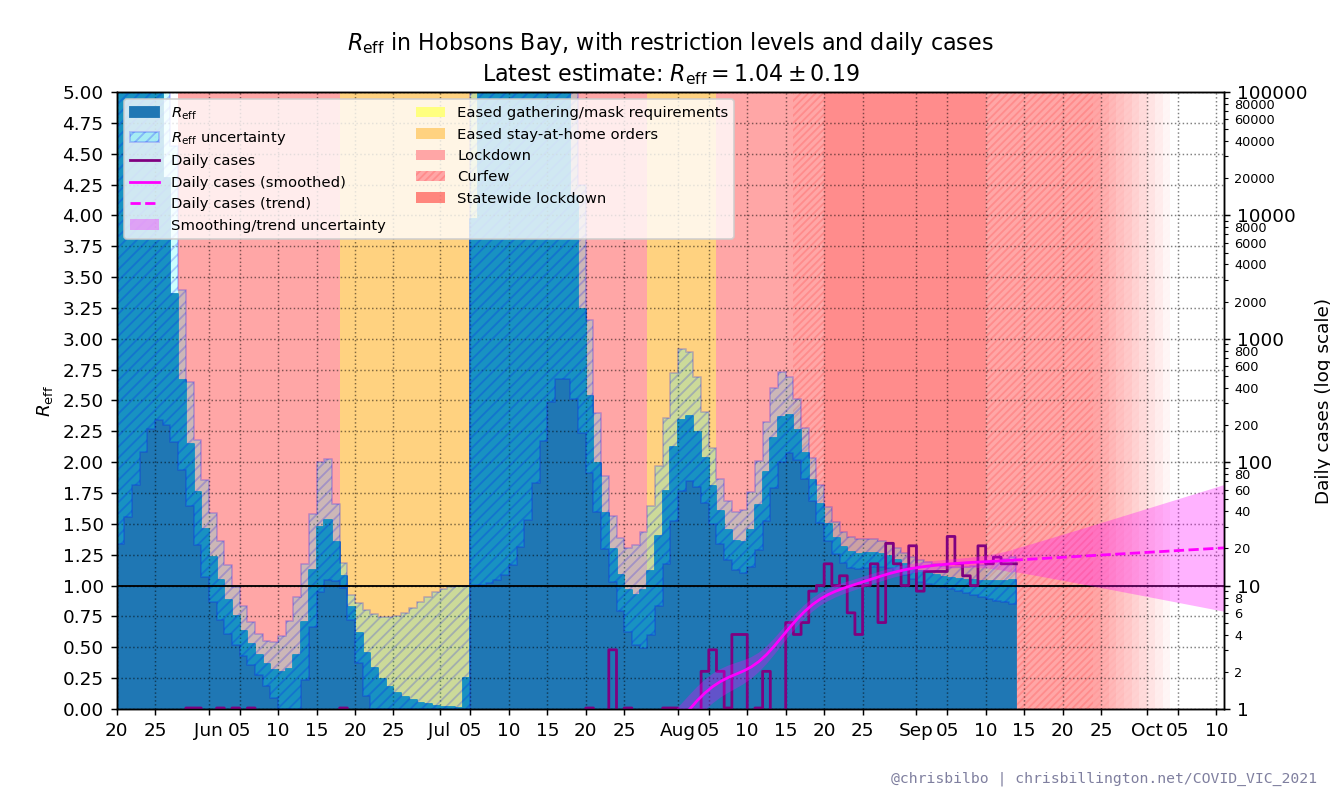 R_eff in Hobsons Bay, with restriction levels and daily cases
Latest estimate: R_eff = 1.04 ± 0.19
R_eff
R_eff uncertainty
Daily cases
Daily cases (smoothed)
Daily cases (trend)
Smoothing/trend uncertainty
Eased gathering/mask requirements
Eased stay-at-home orders
Lockdown
Curfew
Statewide lockdown
R_eff
5.00
4.75
4.50
4.25
4.00
3.75
3.50
3.25
3.00
2.75
2.50
2.25
2.00
1.75
1.50
1.25
1.00
0.75
0.50
0.25
0.00
100000
80000
60000
40000
20000
10000
8000
6000
4000
2000
1000
800
600
400
200
100
80
60
40
20
10
8
6
4
2
1
Daily cases (log scale)
20 25 Jun 05 10 15 20 25 Jul 05 10 15 20 25 Aug 05 10 15 20 25 Sep 05 10 15 20 25 Oct 05 10
@chrisbilbo | chrisbillington.net/COVID_VIC_2021